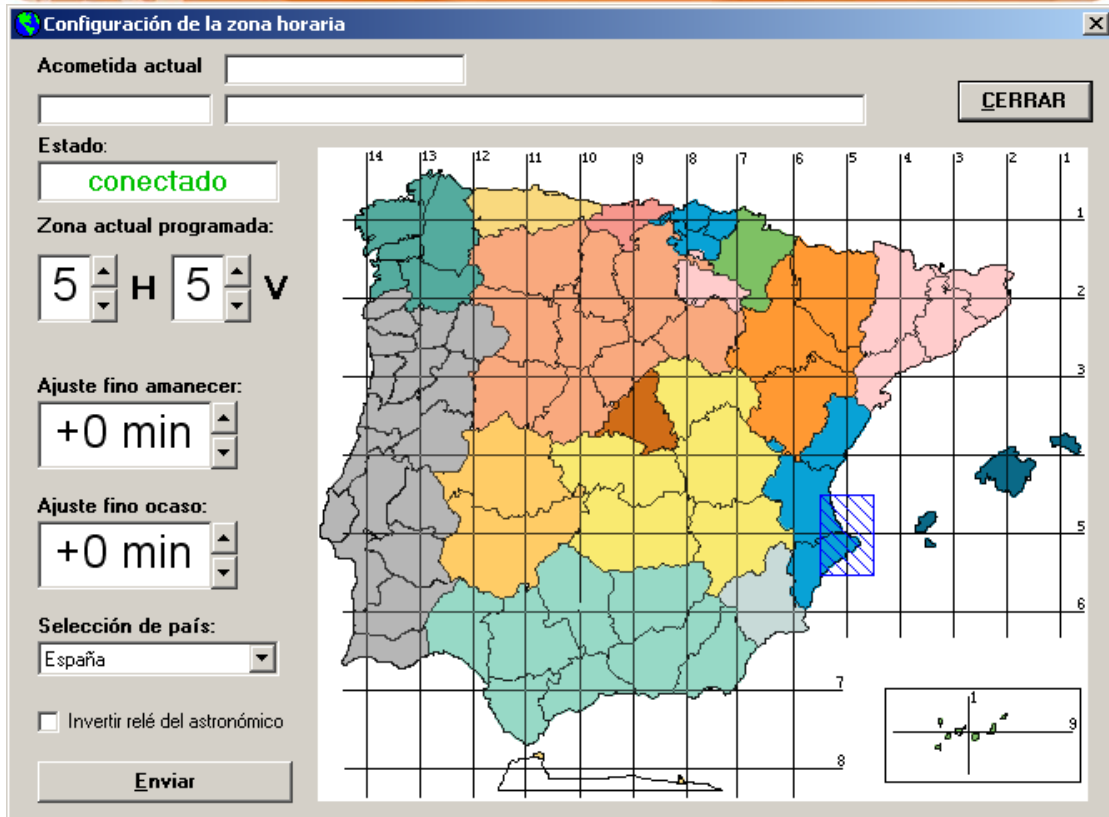 Configuración de la zona horaria
Acometida actual
CERRAR
Estado:
conectado
Zona actual programada:
5 H 5 V
Ajuste fino amanecer:
+0 min
Ajuste fino ocaso:
+0 min
Selección de país:
España
Invertir relé del astronómico
Enviar
14 13 12 11 10 9 8 7 6 5 4 3 2 1
1
2
3
5
6
7
8
1
9